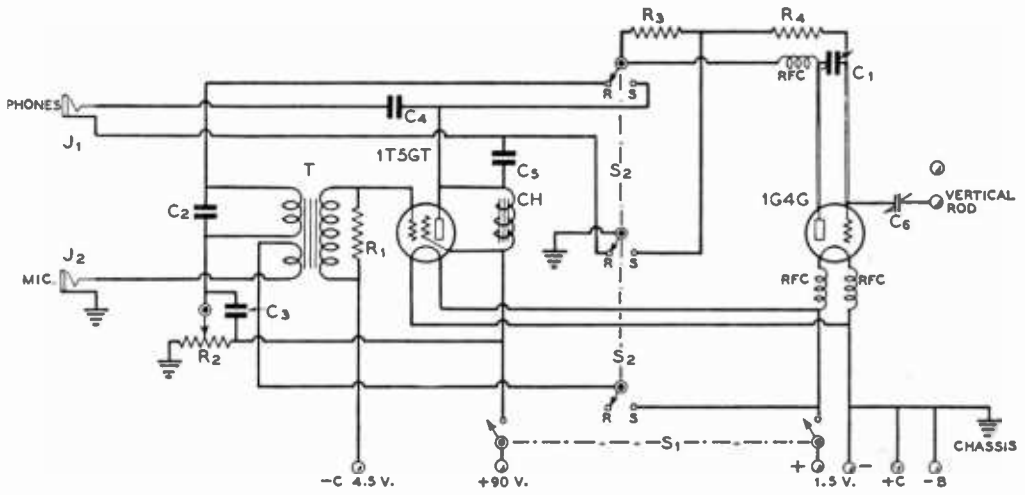 R3
R4
RFC
C1
PHONES
R S
C4
J1
1T5GT
C5
S2
T
CH
1G4G
VERTICAL
ROD
C2
R1
C6
J2
MIC
R S
RFC RFC
C3
R2
S2
R S
S1
CHASSIS
-C 4.5 V.
+90 V.
+
1.5 V.
-
+C
-B